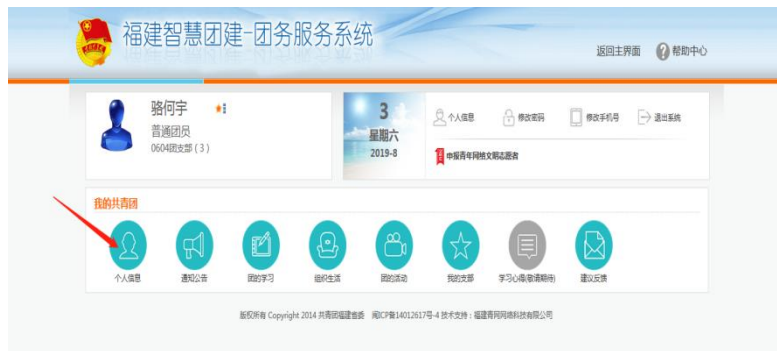 福建智慧团建-团务服务系统
返回主界面 帮助中心
骆何宇
普通团员
0604团支部(3)
3
星期六
2019-8
个人信息 修改密码 修改手机号 退出系统
申报青年网络文明志愿者
我的共青团
个人信息 通知公告 团的学习 组织生活 团的活动 我的支部 学习心得(敬请期待) 建议反馈
版权所有 Copyright 2014 共青团福建省委 闽ICP备14012617号-4 技术支持:福建青网网络科技有限公司